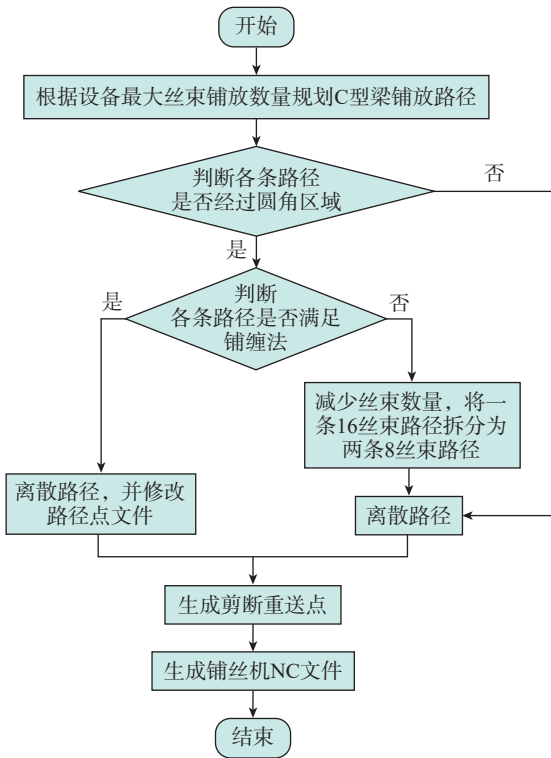 开始
根据设备最大丝束铺放数量规划C型梁铺放路径
判断各条路径
是否经过圆角区域
否
是
判断
各条路径是否满足
铺缠法
是
否
减少丝束数量，将一
条16丝束路径拆分为
两条8丝束路径
离散路径，并修改
路径点文件
离散路径
生成剪断重送点
生成铺丝机NC文件
结束